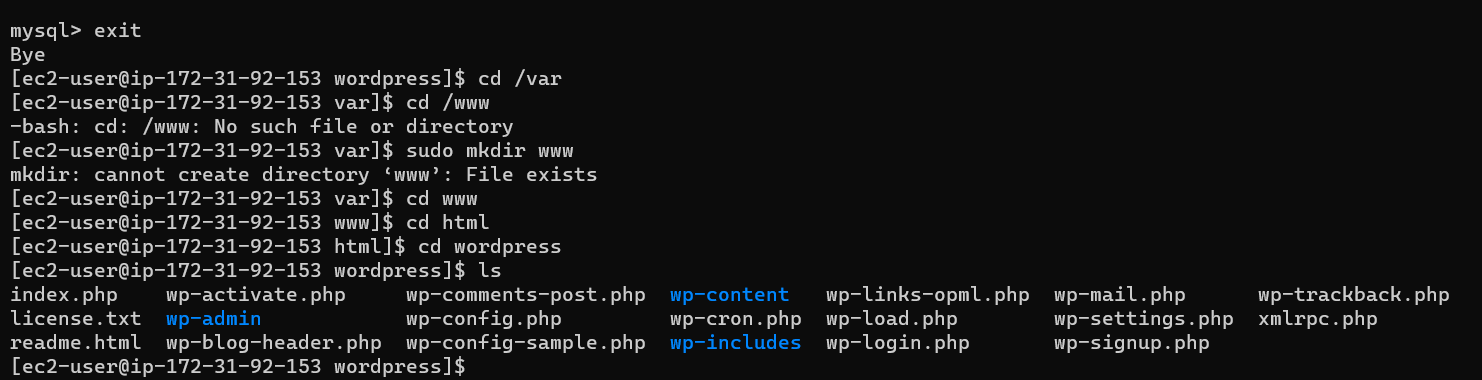 mysql> exit
Bye
[ec2-user@ip-172-31-92-153 wordpress]$ cd /var
[ec2-user@ip-172-31-92-153 var]$ cd /www
-bash: cd: /www: No such file or directory
[ec2-user@ip-172-31-92-153 var]$ sudo mkdir www
mkdir: cannot create directory ‘www’: File exists
[ec2-user@ip-172-31-92-153 var]$ cd www
[ec2-user@ip-172-31-92-153 www]$ cd html
[ec2-user@ip-172-31-92-153 html]$ cd wordpress
[ec2-user@ip-172-31-92-153 wordpress]$ ls
index.php    wp-activate.php     wp-comments-post.php  wp-content   wp-links-opml.php  wp-mail.php      wp-trackback.php
license.txt  wp-admin            wp-config.php         wp-cron.php  wp-load.php        wp-settings.php  xmlrpc.php
readme.html  wp-blog-header.php  wp-config-sample.php  wp-includes  wp-login.php       wp-signup.php
[ec2-user@ip-172-31-92-153 wordpress]$